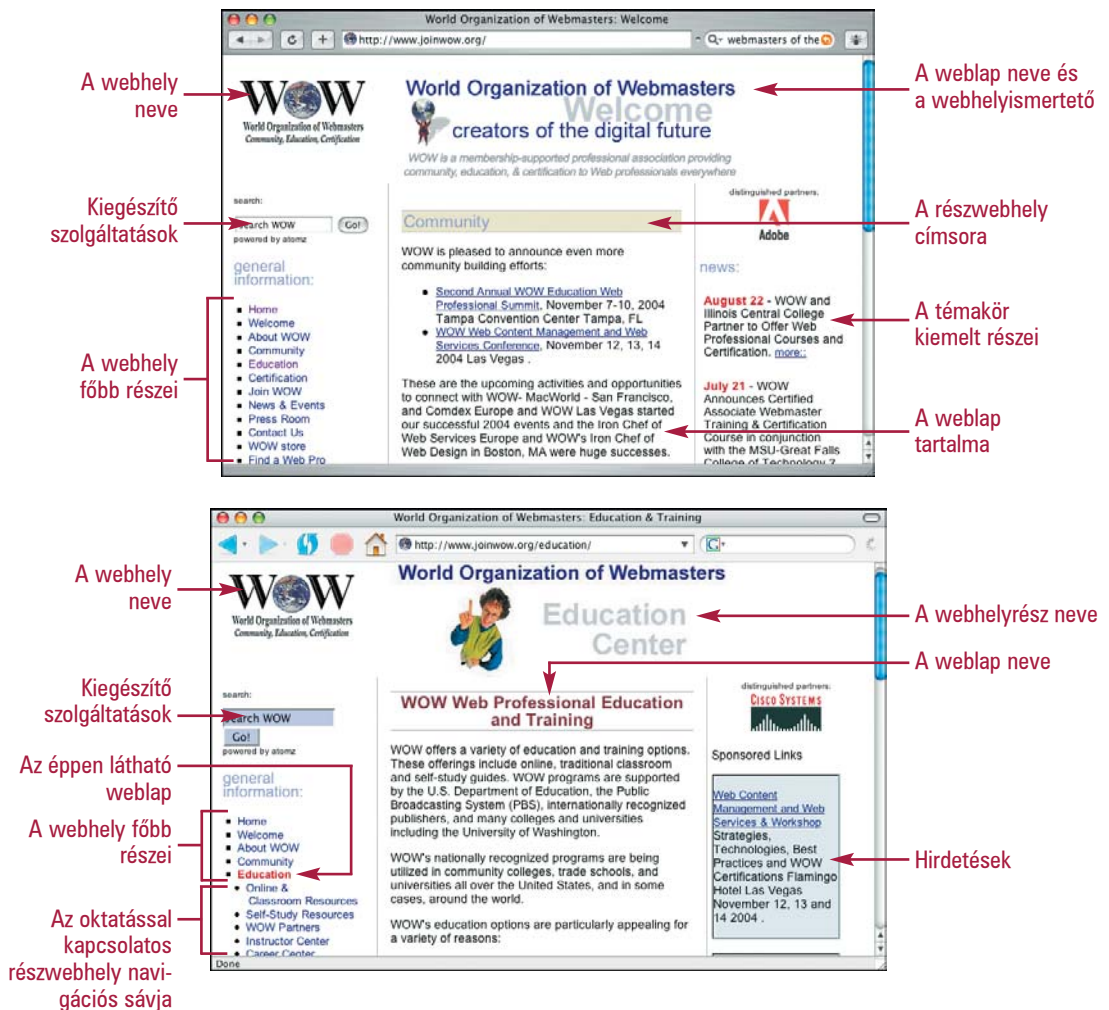 World Organization of Webmasters: Welcome
http://www.joinwow.org/
webmasters of the
A webhely
neve
WOW
World Organization of Webmasters
Community, Education, Certification
World Organization of Webmasters
Welcome
creators of the digital future
WOW is a membership-supported professional association providing
community, education, & certification to Web professionals everywhere
A weblap neve és
a webhelyismertető
Kiegészítő
szolgáltatások
search:
search WOW
Go!
powered by atomz
general
information:
A webhely
főbb részei
Home
Welcome
About WOW
Community
Education
Certification
Join WOW
News & Events
Press Room
Contact Us
WOW store
Find a Web Pro
Community
WOW is pleased to announce even more
community building efforts:
Second Annual WOW Education Web
Professional Summit, November 7-10, 2004
Tampa Convention Center Tampa, FL
WOW Web Content Management and Web
Services Conference, November 12, 13, 14
2004 Las Vegas .
These are the upcoming activities and opportunities
to connect with WOW- MacWorld - San Francisco,
and Comdex Europe and WOW Las Vegas started
our successful 2004 events and the Iron Chef of
Web Services Europe and WOW's Iron Chef of
Web Design in Boston, MA were huge successes.
distinguished partners:
Adobe
news:
August 22 - WOW and
Illinois Central College
Partner to Offer Web
Professional Courses and
Certification. more::
July 21 - WOW
Announces Certified
Associate Webmaster
Training & Certification
Course in conjunction
with the MSU-Great Falls
College of Technology ?
A részwebhely
címsora
A témakör
kiemelt részei
A weblap
tartalma
World Organization of Webmasters: Education & Training
http://www.joinwow.org/education/
G
A webhely
neve
WOW
World Organization of Webmasters
Community, Education, Certification
World Organization of Webmasters
Education
Center
A webhelyrész neve
A weblap neve
Kiegészítő
szolgáltatások
search:
search WOW
Go!
powered by atomz
Az éppen látható
weblap
general
information:
A webhely főbb
részei
Home
Welcome
About WOW
Community
Education
Az oktatással
kapcsolatos
részwebhely navi-
gációs sávja
Online &
Classroom Resources
Self-Study Resources
WOW Partners
Instructor Center
Career Center
Done
WOW Web Professional Education
and Training
WOW offers a variety of education and training options.
These offerings include online, traditional classroom
and self-study guides. WOW programs are supported
by the U.S. Department of Education, the Public
Broadcasting System (PBS), internationally recognized
publishers, and many colleges and universities
including the University of Washington.
WOW's nationally recognized programs are being
utilized in community colleges, trade schools, and
universities all over the United States, and in some
cases, around the world.
WOW's education options are particularly appealing for
a variety of reasons:
distinguished partners:
CISCO SYSTEMS
Sponsored Links
Web Content
Management and Web
Services & Workshop
Strategies,
Technologies, Best
Practices and WOW
Certifications Flamingo
Hotel Las Vegas
November 12, 13 and
14 2004 .
Hirdetések